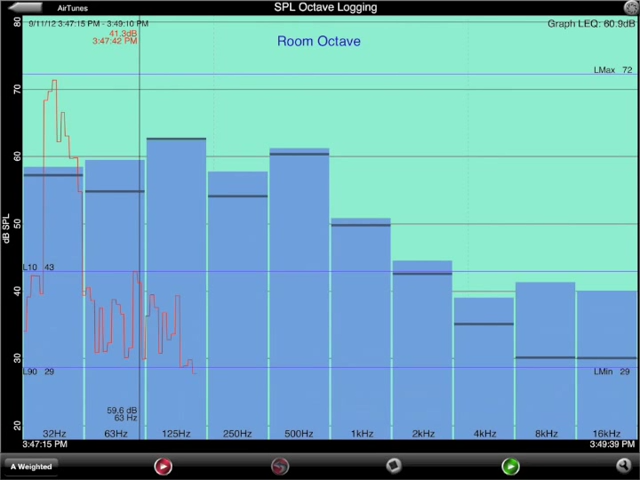 AirTunes
SPL Octave Logging
80
9/11/12 3:47:15 PM - 3:49:10 PM
Graph LEQ: 60.9dB
41.3dB
3:47:42 PM
Room Octave
LMax 72
70
60
50
dB SPL
L10 43
40
30
L90 29
LMin 29
59.6 dB
63 Hz
20
32Hz 63Hz 125Hz 250Hz 500Hz 1kHz 2kHz 4kHz 8kHz 16kHz
3:47:15 PM
3:49:39 PM
A Weighted